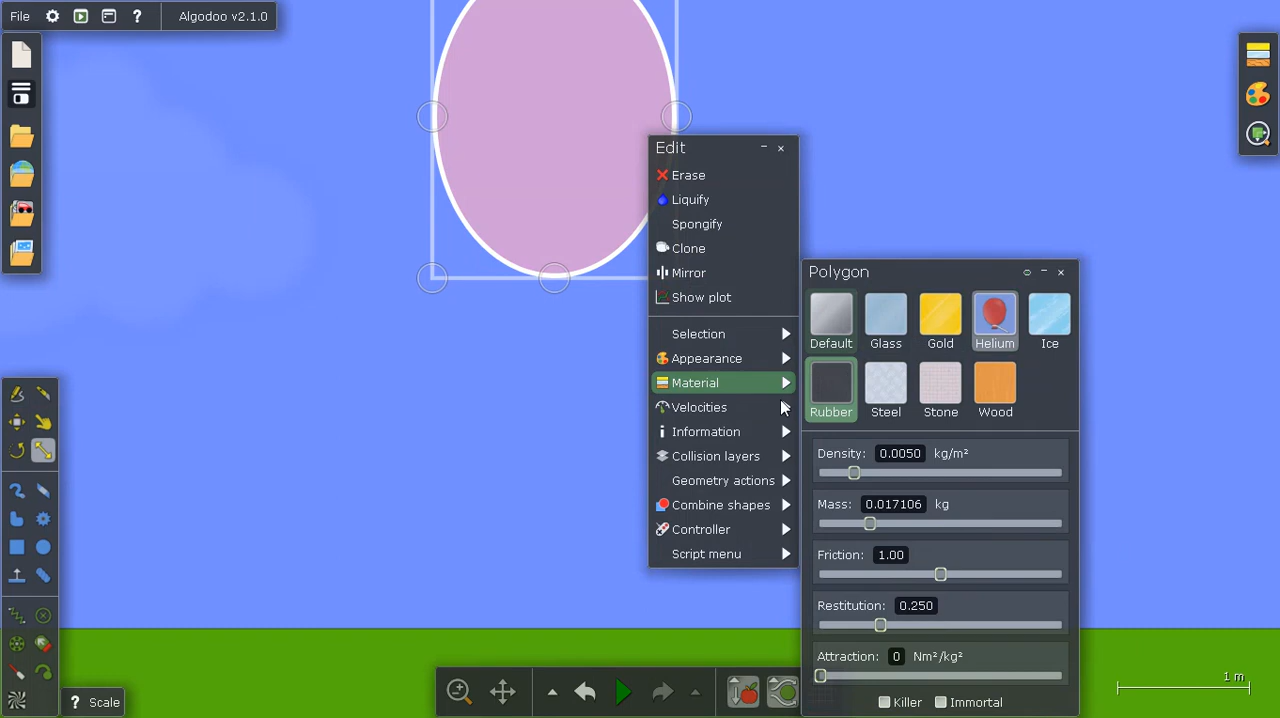 File
?
Algodoo v2.1.0
Edit
Erase
Liquify
Spongify
Clone
Mirror
Show plot
Selection
Appearance
Material
Velocities
Information
Collision layers
Geometry actions
Combine shapes
Controller
Script menu
Polygon
Default Glass Gold Helium Ice
Rubber Steel Stone Wood
Density: 0.0050 kg/m²
Mass: 0.017106 kg
Friction: 1.00
Restitution: 0.250
Attraction: 0 Nm²/kg²
Killer Immortal
? Scale
1 m